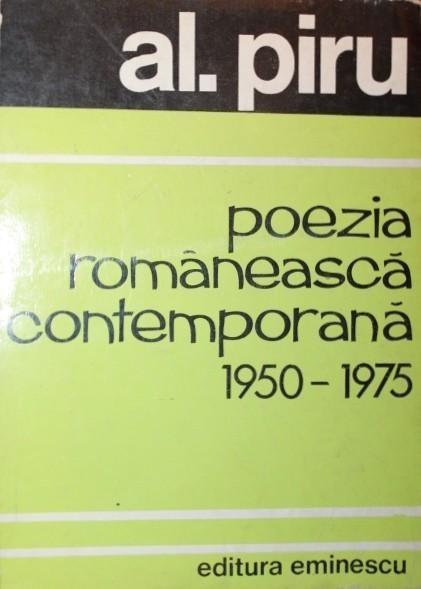 al. piru
poezia
românească
contemporană
1950 - 1975
editura eminescu